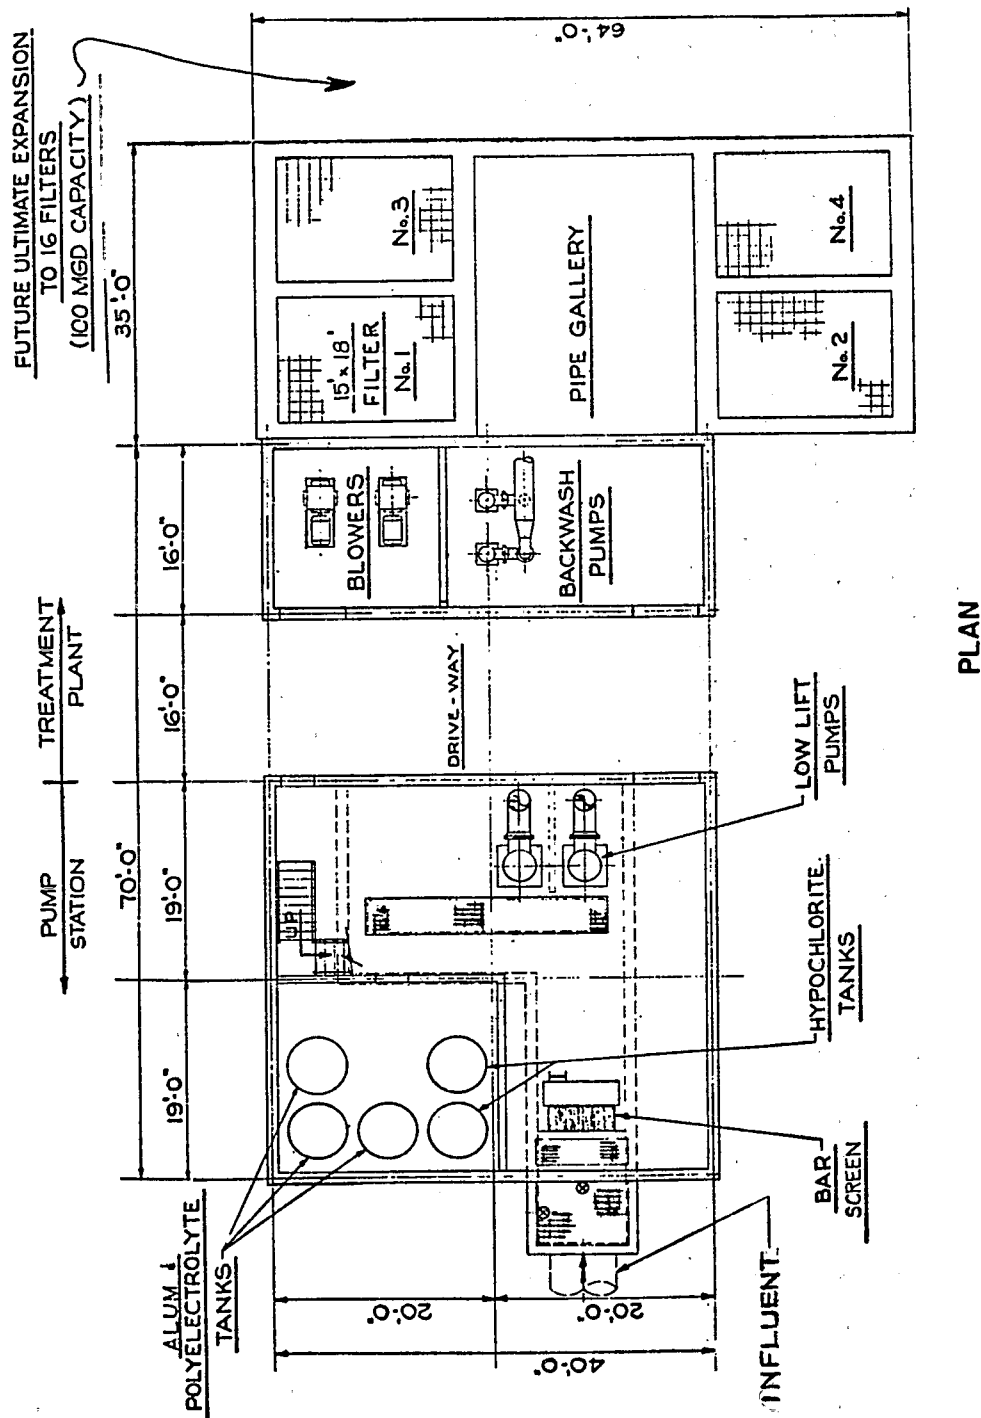 FUTURE ULTIMATE EXPANSION
TO 16 FILTERS
(100 MGD CAPACITY)
64'-0"
35'-0"
No.3
15'x 18'
FILTER
No.1
PIPE GALLERY
No.4
No.2
TREATMENT
PLANT
PUMP
STATION
70'-0"
16'-0"
16'-0"
19'-0"
19'-0"
BLOWERS
BACKWASH
PUMPS
DRIVE-WAY
LOW LIFT
PUMPS
UP
HYPOCHLORITE
TANKS
BAR
SCREEN
ALUM &
POLYELECTROLYTE
TANKS
20'-0"
20'-0"
40'-0"
INFLUENT
PLAN